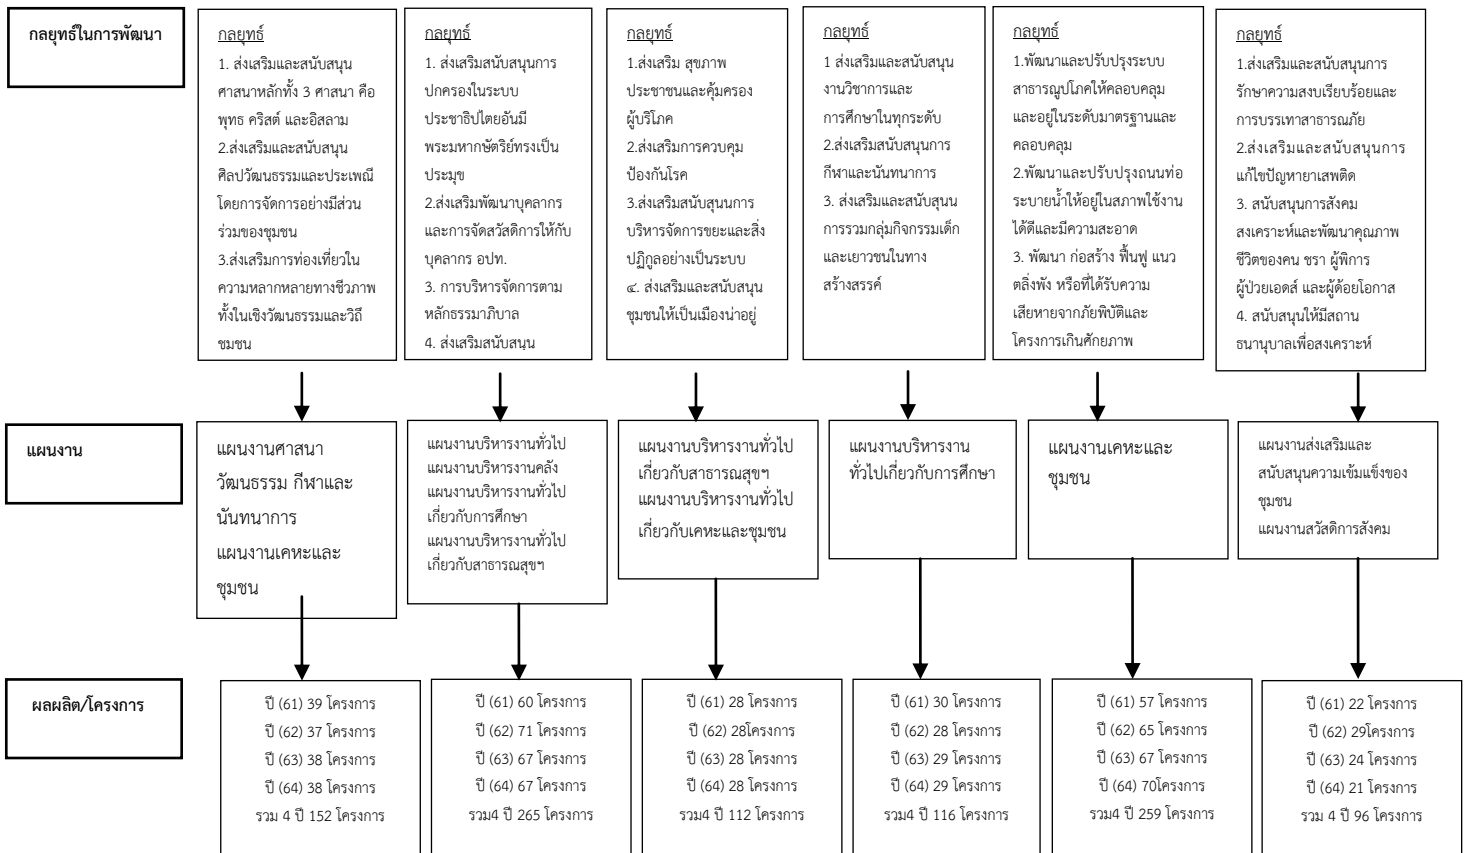 กลยุทธ์ในการพัฒนา
กลยุทธ์
1. ส่งเสริมและสนับสนุน
ศาสนาหลักทั้ง 3 ศาสนา คือ
พุทธ คริสต์ และอิสลาม
2.ส่งเสริมและสนับสนุน
ศิลปวัฒนธรรมและประเพณี
โดยการจัดการอย่างมีส่วน
ร่วมของชุมชน
3.ส่งเสริมการท่องเที่ยวใน
ความหลากหลายทางชีวภาพ
ทั้งในเชิงวัฒนธรรมและวิถี
ชุมชน
กลยุทธ์
1. ส่งเสริมสนับสนุนการ
ปกครองในระบบ
ประชาธิปไตยอันมี
พระมหากษัตริย์ทรงเป็น
ประมุข
2.ส่งเสริมพัฒนาบุคลากร
และการจัดสวัสดิการให้กับ
บุคลากร อปท.
3. การบริหารจัดการตาม
หลักธรรมาภิบาล
4. ส่งเสริมสนับสนุน
กลยุทธ์
1.ส่งเสริม สุขภาพ
ประชาชนและคุ้มครอง
ผู้บริโภค
2.ส่งเสริมการควบคุม
ป้องกันโรค
3.ส่งเสริมสนับสุนนการ
บริหารจัดการขยะและสิ่ง
ปฏิกูลอย่างเป็นระบบ
๔. ส่งเสริมและสนับสนุน
ชุมชนให้เป็นเมืองน่าอยู่
กลยุทธ์
1 ส่งเสริมและสนับสนุน
งานวิชาการและ
การศึกษาในทุกระดับ
2.ส่งเสริมสนับสนุนการ
กีฬาและนันทนาการ
3. ส่งเสริมและสนับสุนน
การรวมกลุ่มกิจกรรมเด็ก
และเยาวชนในทาง
สร้างสรรค์
กลยุทธ์
1.พัฒนาและปรับปรุงระบบ
สาธารณูปโภคให้คลอบคลุม
และอยู่ในระดับมาตรฐานและ
คลอบคลุม
2.พัฒนาและปรับปรุงถนนท่อ
ระบายน้ำให้อยู่ในสภาพใช้งาน
ได้ดีและมีความสะอาด
3. พัฒนา ก่อสร้าง ฟื้นฟู แนว
ตลิ่งพัง หรือที่ได้รับความ
เสียหายจากภัยพิบัติและ
โครงการเกินศักยภาพ
กลยุทธ์
1.ส่งเสริมและสนับสนุนการ
รักษาความสงบเรียบร้อยและ
การบรรเทาสาธารณภัย
2.ส่งเสริมและสนับสนุนการ
แก้ไขปัญหายาเสพติด
3. สนับสนุนการสังคม
สงเคราะห์และพัฒนาคุณภาพ
ชีวิตของคน ชรา ผู้พิการ
ผู้ป่วยเอดส์ และผู้ด้อยโอกาส
4. สนับสนุนให้มีสถาน
ธนานุบาลเพื่อสงเคราะห์
แผนงาน
แผนงานศาสนา
วัฒนธรรม กีฬาและ
นันทนาการ
แผนงานเคหะและ
ชุมชน
แผนงานบริหารงานทั่วไป
แผนงานบริหารงานคลัง
แผนงานบริหารงานทั่วไป
เกี่ยวกับการศึกษา
แผนงานบริหารงานทั่วไป
เกี่ยวกับสาธารณสุขฯ
แผนงานบริหารงานทั่วไป
เกี่ยวกับสาธารณสุขฯ
แผนงานบริหารงานทั่วไป
เกี่ยวกับเคหะและชุมชน
แผนงานบริหารงาน
ทั่วไปเกี่ยวกับการศึกษา
แผนงานเคหะและ
ชุมชน
แผนงานส่งเสริมและ
สนับสนุนความเข้มแข็งของ
ชุมชน
แผนงานสวัสดิการสังคม
ผลผลิต/โครงการ
ปี (61) 39 โครงการ
ปี (62) 37 โครงการ
ปี (63) 38 โครงการ
ปี (64) 38 โครงการ
รวม 4 ปี 152 โครงการ
ปี (61) 60 โครงการ
ปี (62) 71 โครงการ
ปี (63) 67 โครงการ
ปี (64) 67 โครงการ
รวม4 ปี 265 โครงการ
ปี (61) 28 โครงการ
ปี (62) 28โครงการ
ปี (63) 28 โครงการ
ปี (64) 28 โครงการ
รวม4 ปี 112 โครงการ
ปี (61) 30 โครงการ
ปี (62) 28 โครงการ
ปี (63) 29 โครงการ
ปี (64) 29 โครงการ
รวม4 ปี 116 โครงการ
ปี (61) 57 โครงการ
ปี (62) 65 โครงการ
ปี (63) 67 โครงการ
ปี (64) 70โครงการ
รวม4 ปี 259 โครงการ
ปี (61) 22 โครงการ
ปี (62) 29โครงการ
ปี (63) 24 โครงการ
ปี (64) 21 โครงการ
รวม 4 ปี 96 โครงการ